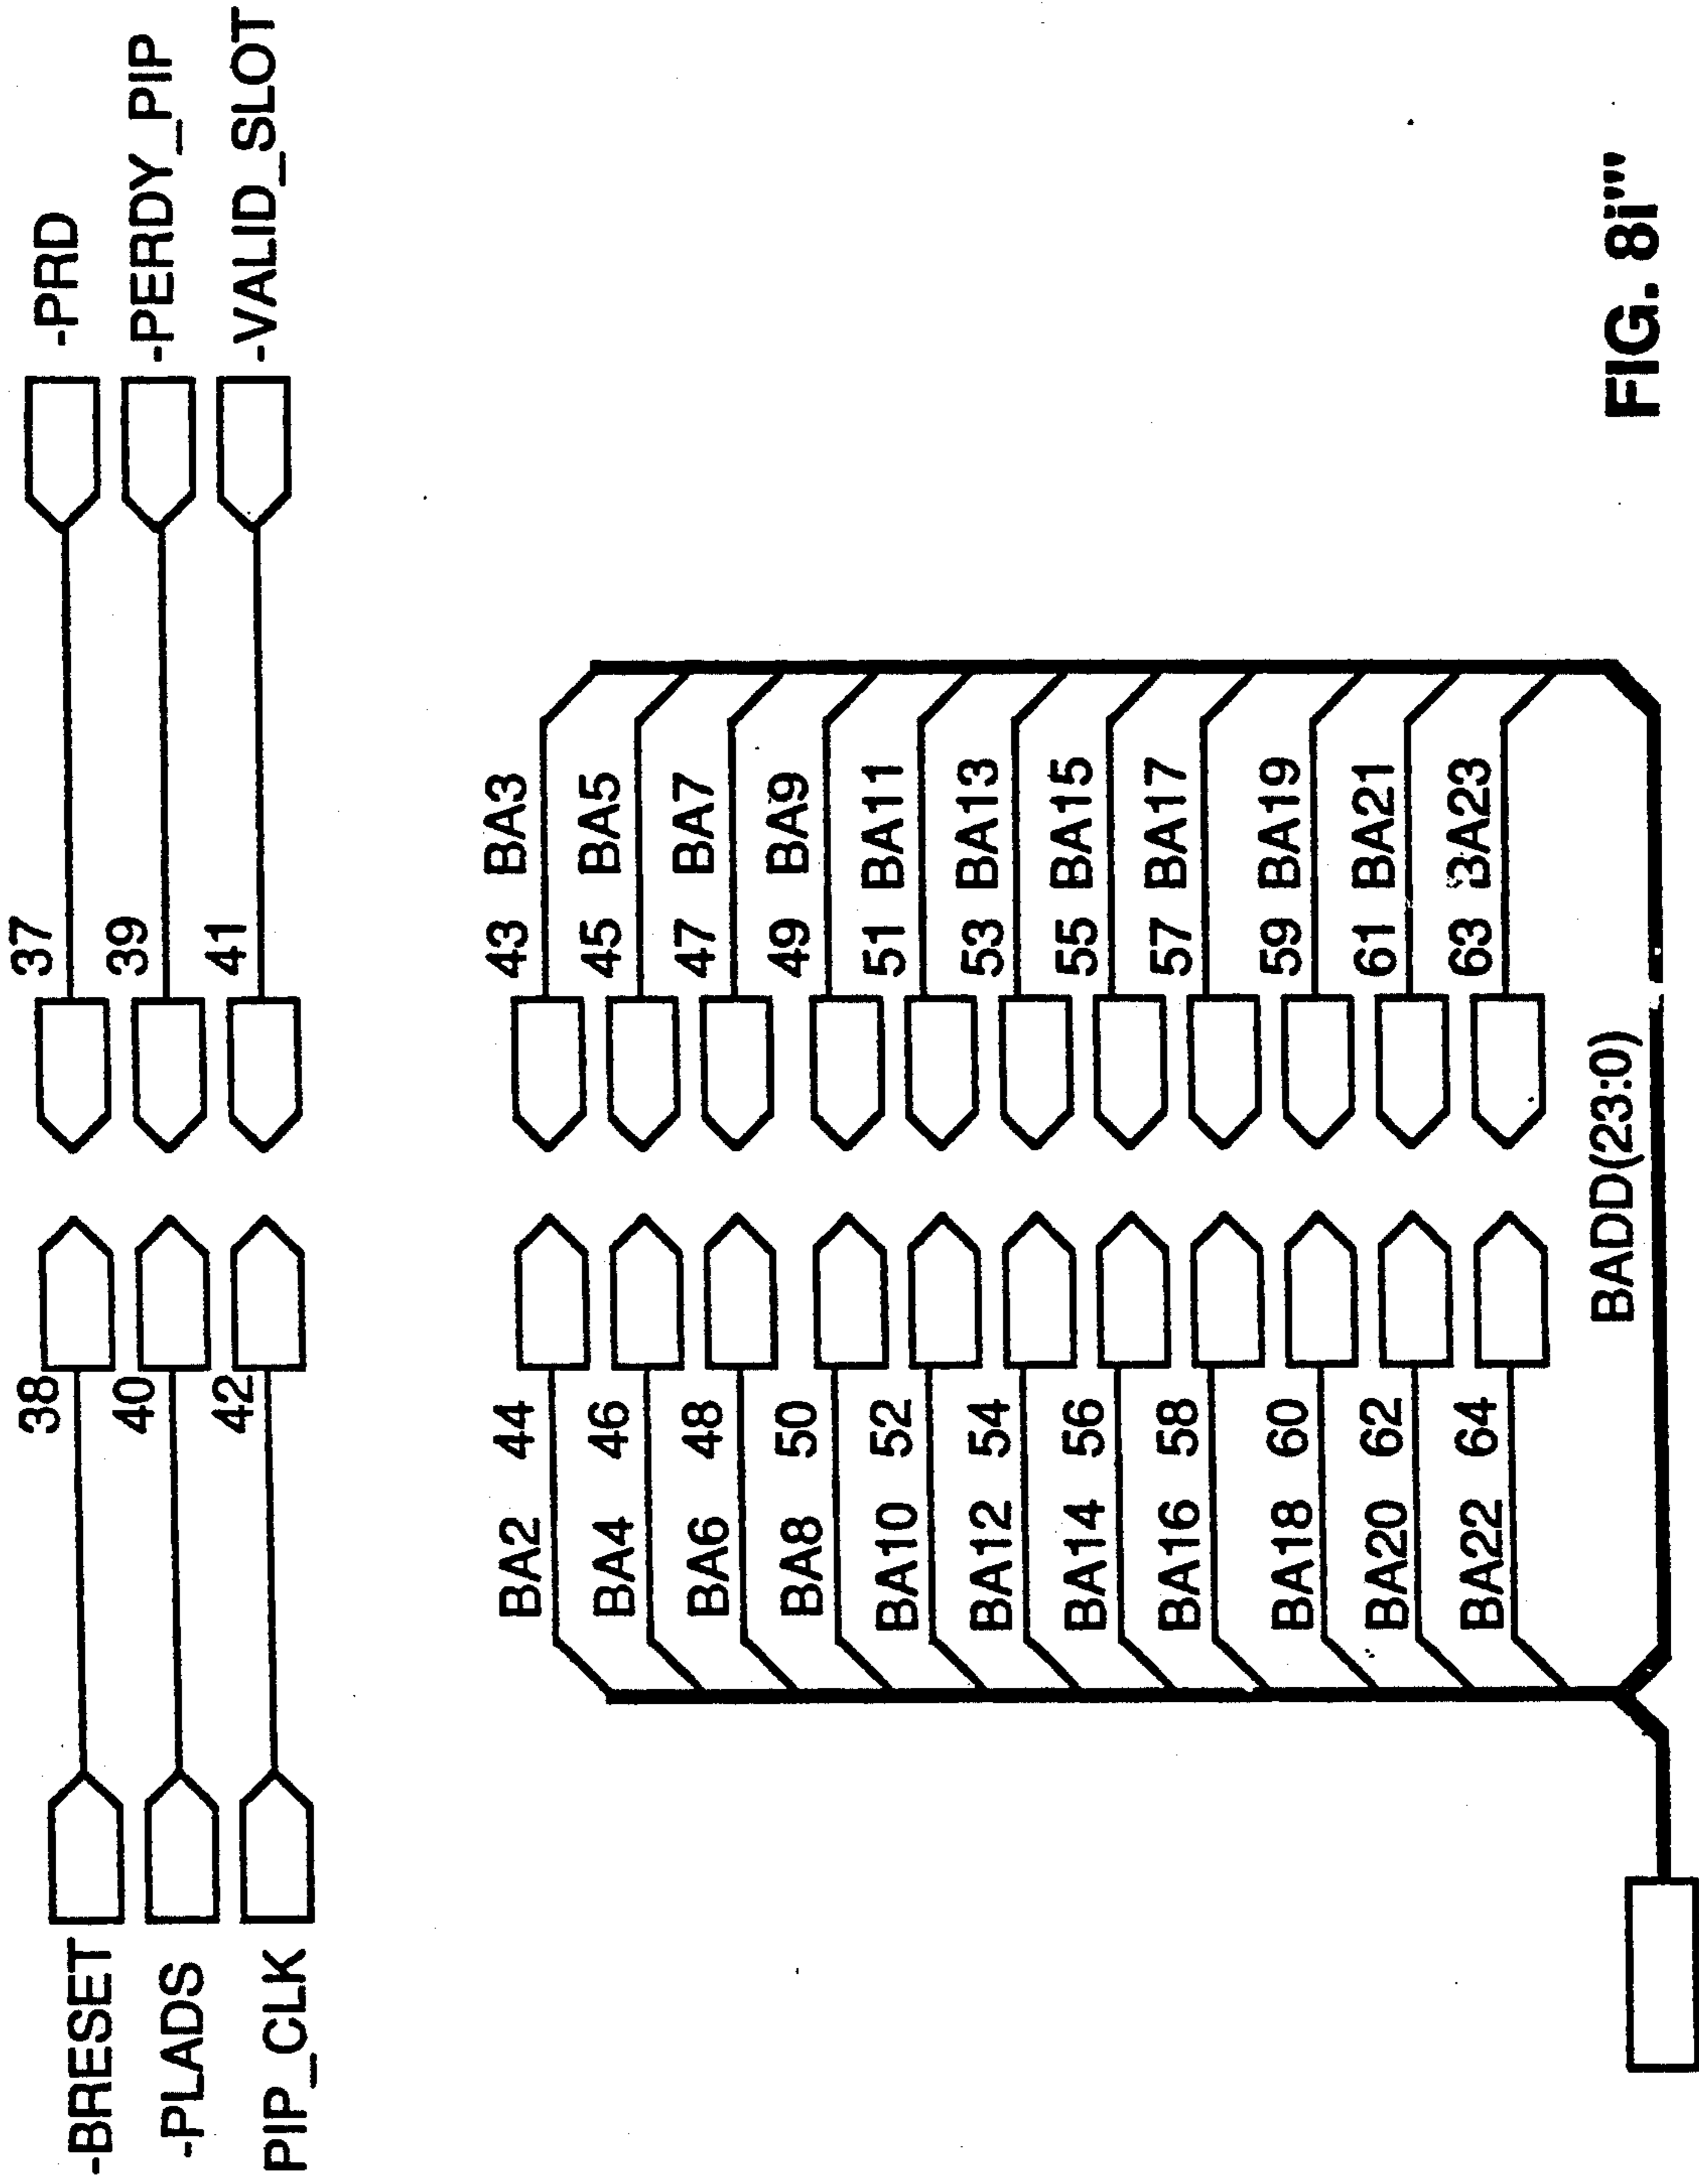 -BRESET 38 37 -PRD
-PLADS 40 39 -PERDY_PIP
PIP_CLK 42 41 -VALID_SLOT
BA2 44 43 BA3
BA4 46 45 BA5
BA6 48 47 BA7
BA8 50 49 BA9
BA10 52 51 BA11
BA12 54 53 BA13
BA14 56 55 BA15
BA16 58 57 BA17
BA18 60 59 BA19
BA20 62 61 BA21
BA22 64 63 BA23
BADD(23:0)
FIG. 8i''''